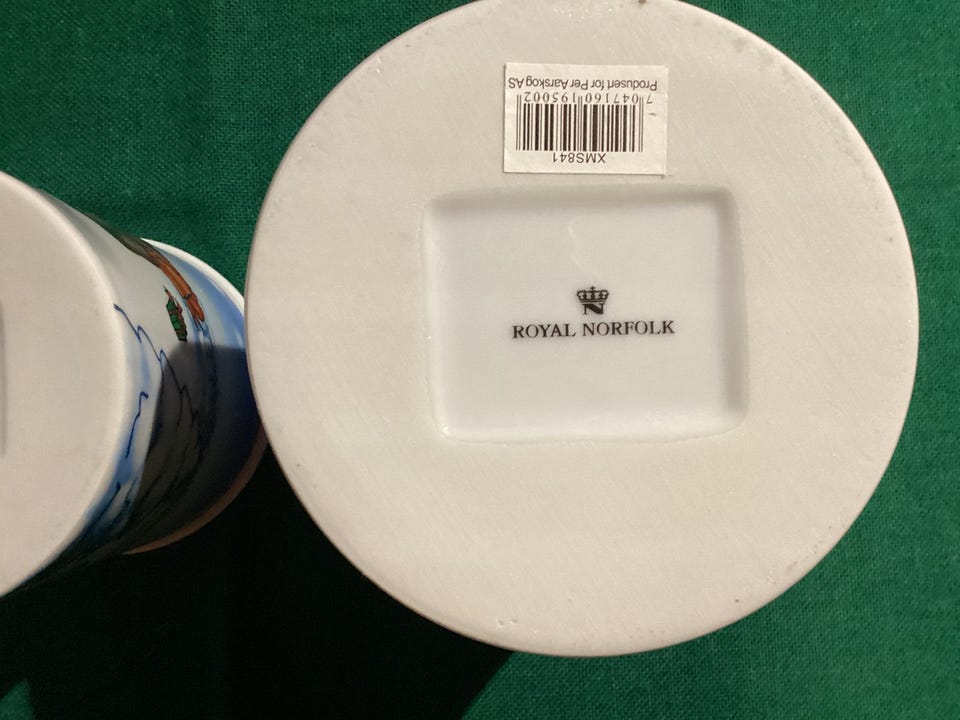 XMS841
7 047160 195002
Produsert for Per Aarskog AS
N
ROYAL NORFOLK